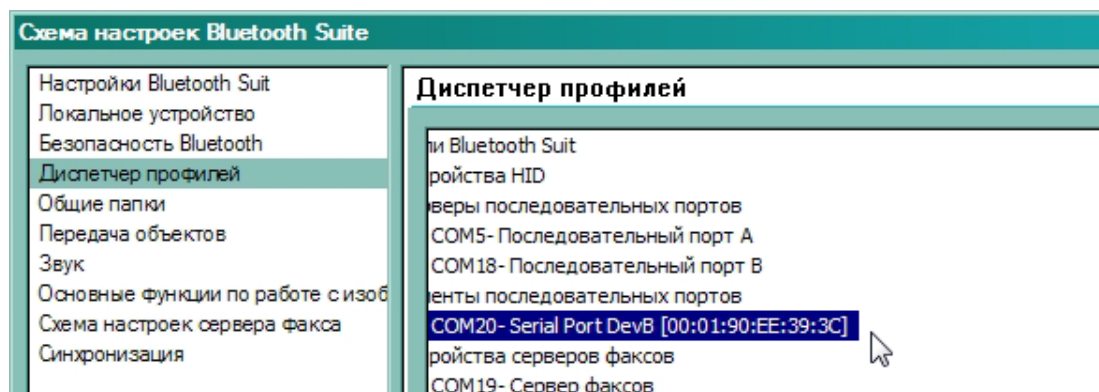 Схема настроек Bluetooth Suite
Настройки Bluetooth Suit
Локальное устройство
Безопасность Bluetooth
Диспетчер профилей
Общие папки
Передача объектов
Звук
Основные функции по работе с изоб
Схема настроек сервера факса
Синхронизация
Диспетчер профилей
ли Bluetooth Suit
ройства HID
рверы последовательных портов
COM5- Последовательный порт A
COM18- Последовательный порт B
иенты последовательных портов
COM20- Serial Port DevB [00:01:90:EE:39:3C]
ройства серверов факсов
COM19- Сервер факсов